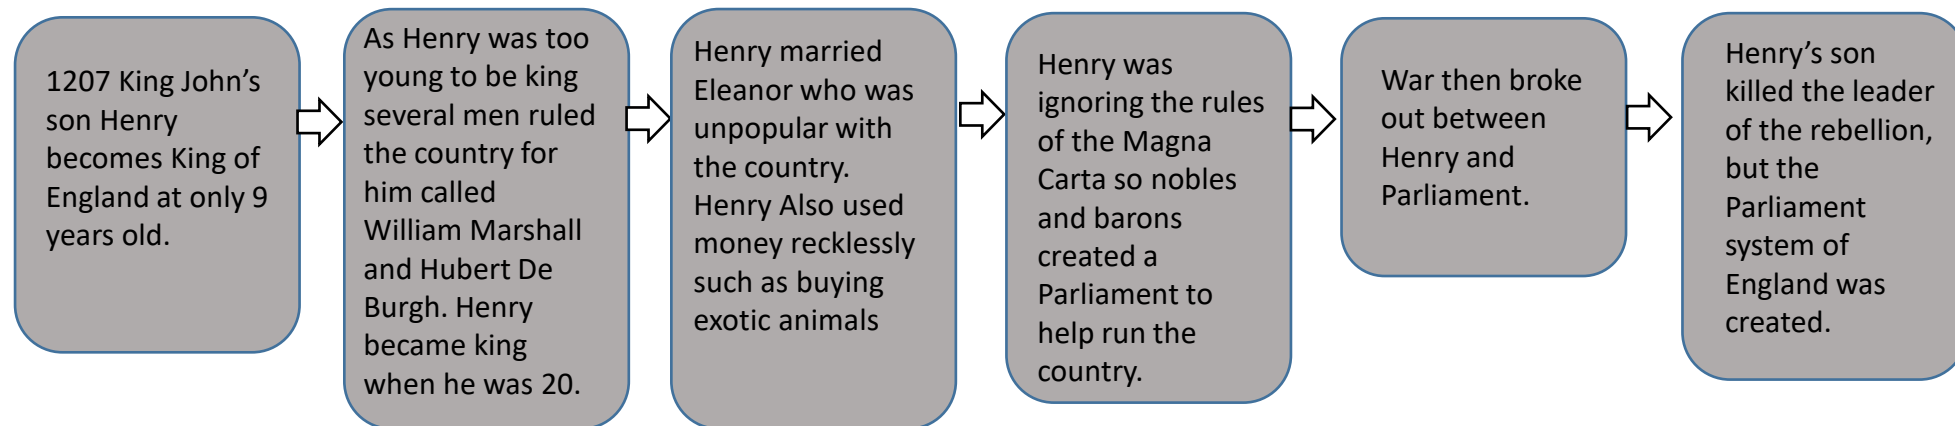 1207 King John’s
son Henry
becomes King of
England at only 9
years old.
As Henry was too
young to be king
several men ruled
the country for
him called
William Marshall
and Hubert De
Burgh. Henry
became king
when he was 20.
Henry married
Eleanor who was
unpopular with
the country.
Henry Also used
money recklessly
such as buying
exotic animals
Henry was
ignoring the rules
of the Magna
Carta so nobles
and barons
created a
Parliament to
help run the
country.
War then broke
out between
Henry and
Parliament.
Henry’s son
killed the leader
of the rebellion,
but the
Parliament
system of
England was
created.